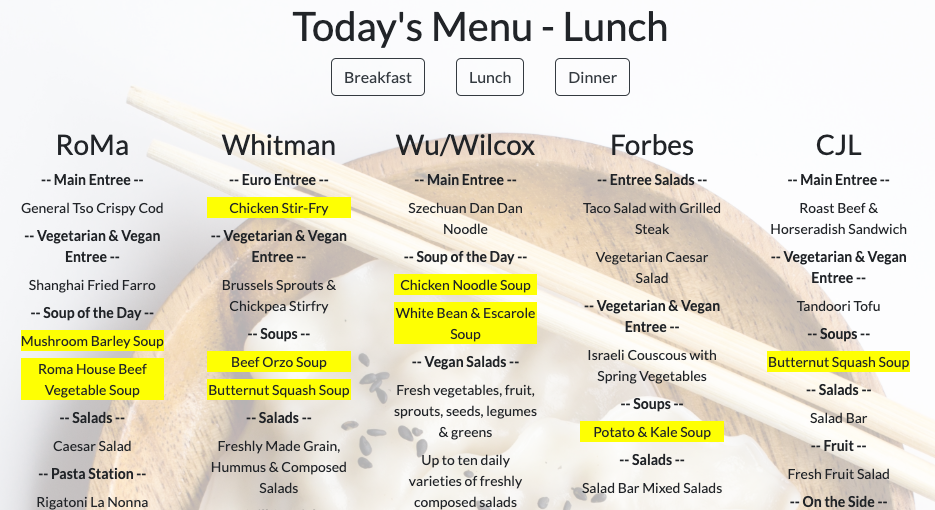 Today's Menu - Lunch
Breakfast
Lunch
Dinner
RoMa
-- Main Entree --
General Tso Crispy Cod
-- Vegetarian & Vegan
Entree --
Shanghai Fried Farro
-- Soup of the Day --
Mushroom Barley Soup
Roma House Beef
Vegetable Soup
-- Salads --
Caesar Salad
-- Pasta Station --
Rigatoni La Nonna
Whitman
-- Euro Entree --
Chicken Stir-Fry
-- Vegetarian & Vegan
Entree --
Brussels Sprouts &
Chickpea Stirfry
-- Soups --
Beef Orzo Soup
Butternut Squash Soup
-- Salads --
Freshly Made Grain,
Hummus & Composed
Salads
Wu/Wilcox
-- Main Entree --
Szechuan Dan Dan
Noodle
-- Soup of the Day --
Chicken Noodle Soup
White Bean & Escarole
Soup
-- Vegan Salads --
Fresh vegetables, fruit,
sprouts, seeds, legumes
& greens
Up to ten daily
varieties of freshly
composed salads
Forbes
-- Entree Salads --
Taco Salad with Grilled
Steak
Vegetarian Caesar
Salad
-- Vegetarian & Vegan
Entree --
Israeli Couscous with
Spring Vegetables
-- Soups --
Potato & Kale Soup
-- Salads --
Salad Bar Mixed Salads
CJL
-- Main Entree --
Roast Beef &
Horseradish Sandwich
-- Vegetarian & Vegan
Entree --
Tandoori Tofu
-- Soups --
Butternut Squash Soup
-- Salads --
Salad Bar
-- Fruit --
Fresh Fruit Salad
-- On the Side --